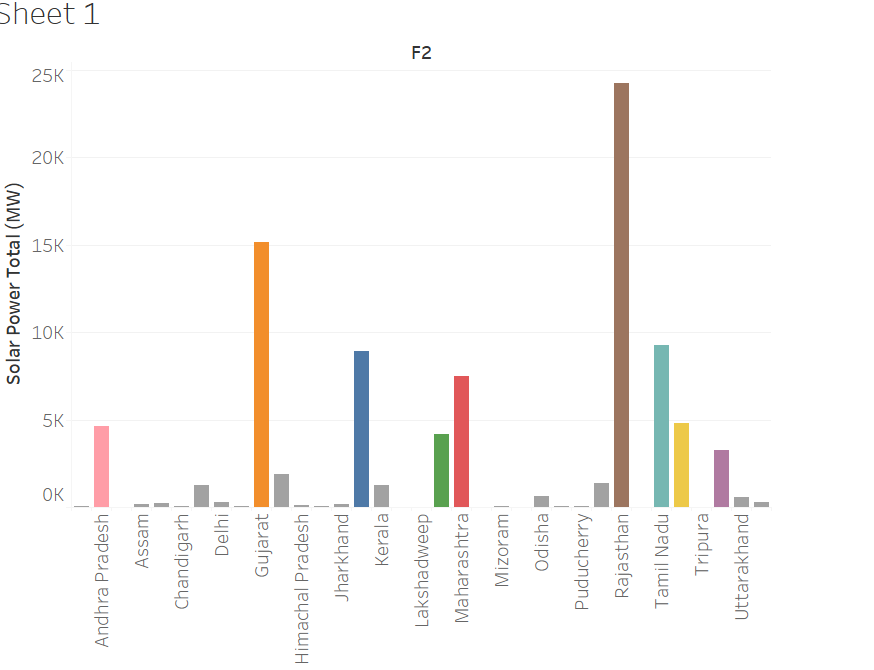 Sheet 1
F2
Solar Power Total (MW)
25K
20K
15K
10K
5K
0K
Andhra Pradesh
Assam
Chandigarh
Delhi
Gujarat
Himachal Pradesh
Jharkhand
Kerala
Lakshadweep
Maharashtra
Mizoram
Odisha
Puducherry
Rajasthan
Tamil Nadu
Tripura
Uttarakhand